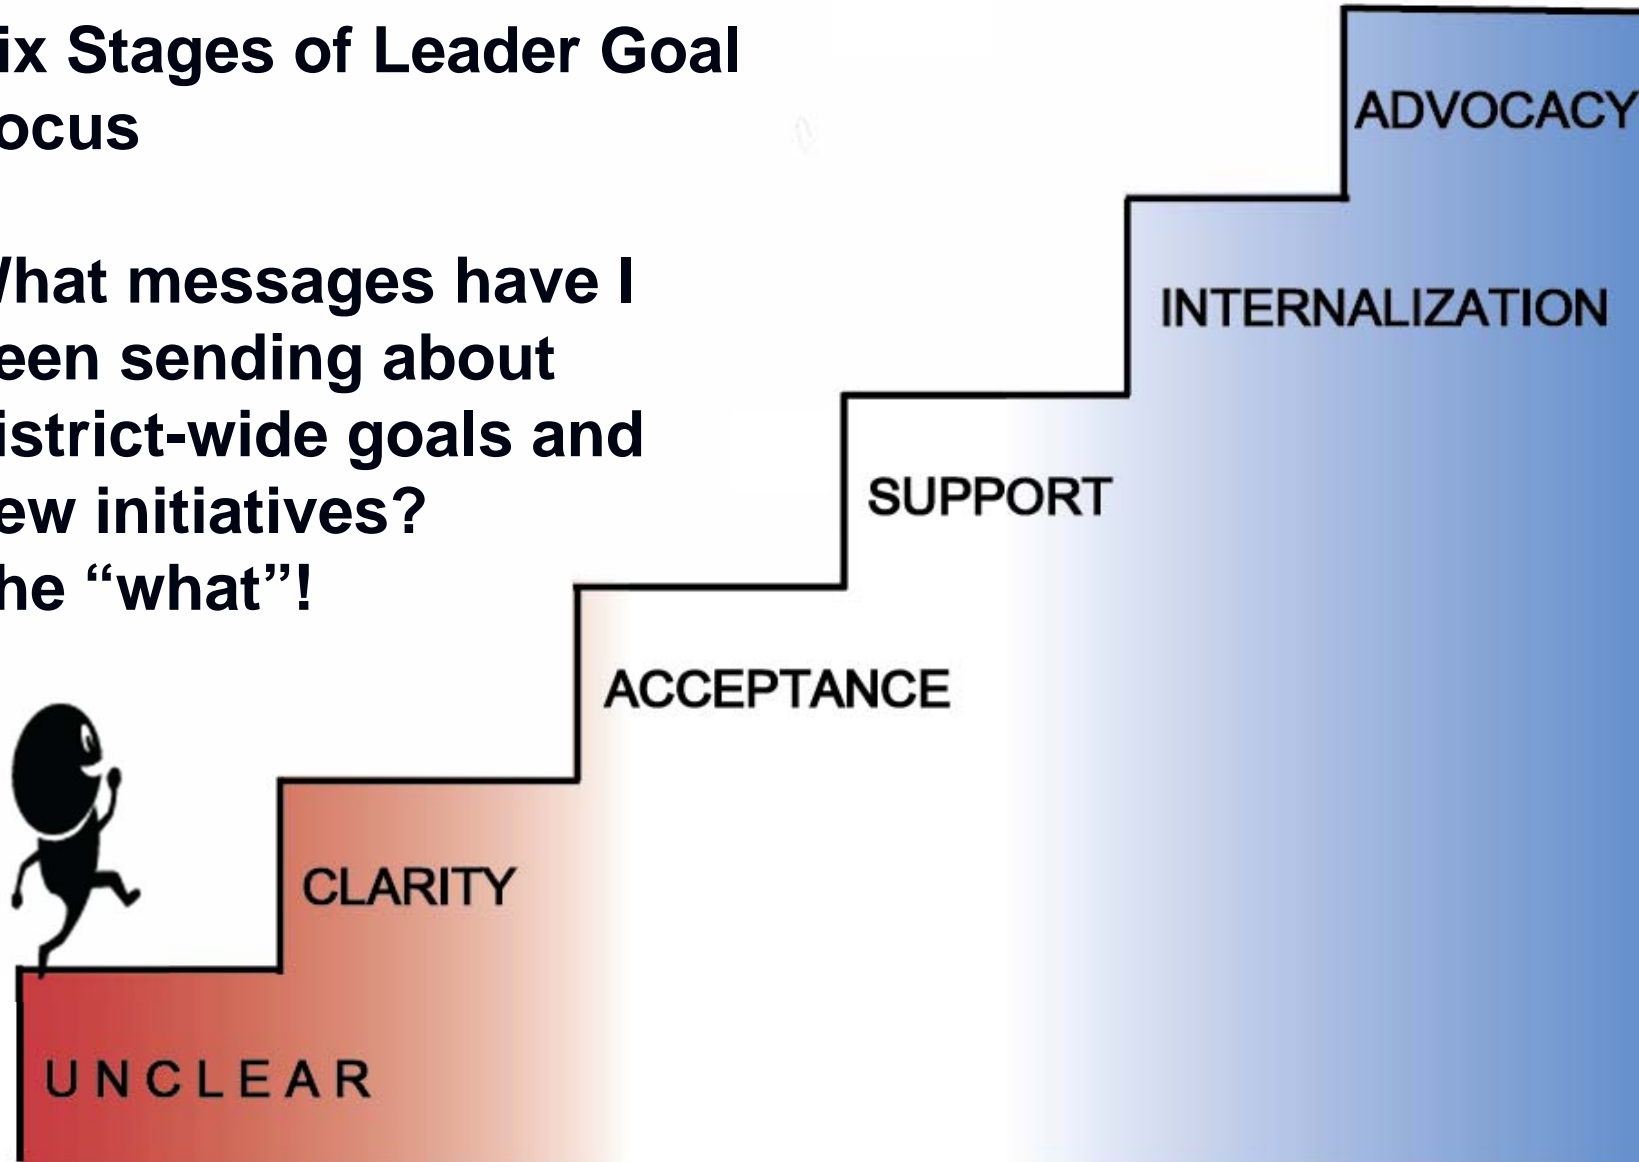 ix Stages of Leader Goal
ocus
What messages have I
een sending about
istrict-wide goals and
ew initiatives?
he “what”!
ADVOCACY
INTERNALIZATION
SUPPORT
ACCEPTANCE
CLARITY
UNCLEAR